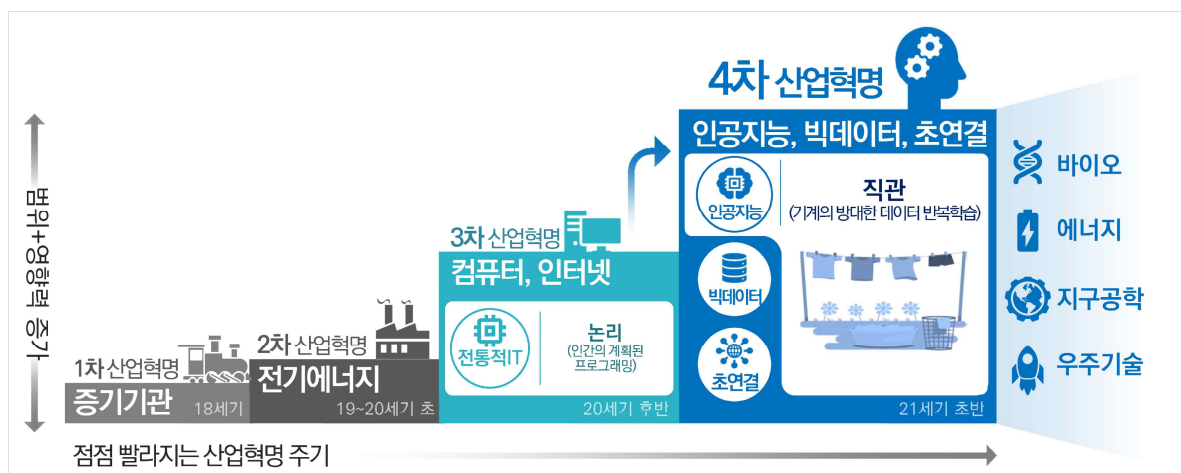 4차 산업혁명
인공지능, 빅데이터, 초연결
인공지능
직관
(기계의 방대한 데이터 반복학습)
빅데이터
초연결
21세기 초반
바이오
에너지
지구공학
우주기술
3차 산업혁명
컴퓨터, 인터넷
전통적IT
논리
(인간의 계획된
프로그래밍)
20세기 후반
2차 산업혁명
전기에너지
19~20세기 초
1차 산업혁명
증기기관
18세기
범위+영향력 증가
점점 빨라지는 산업혁명 주기